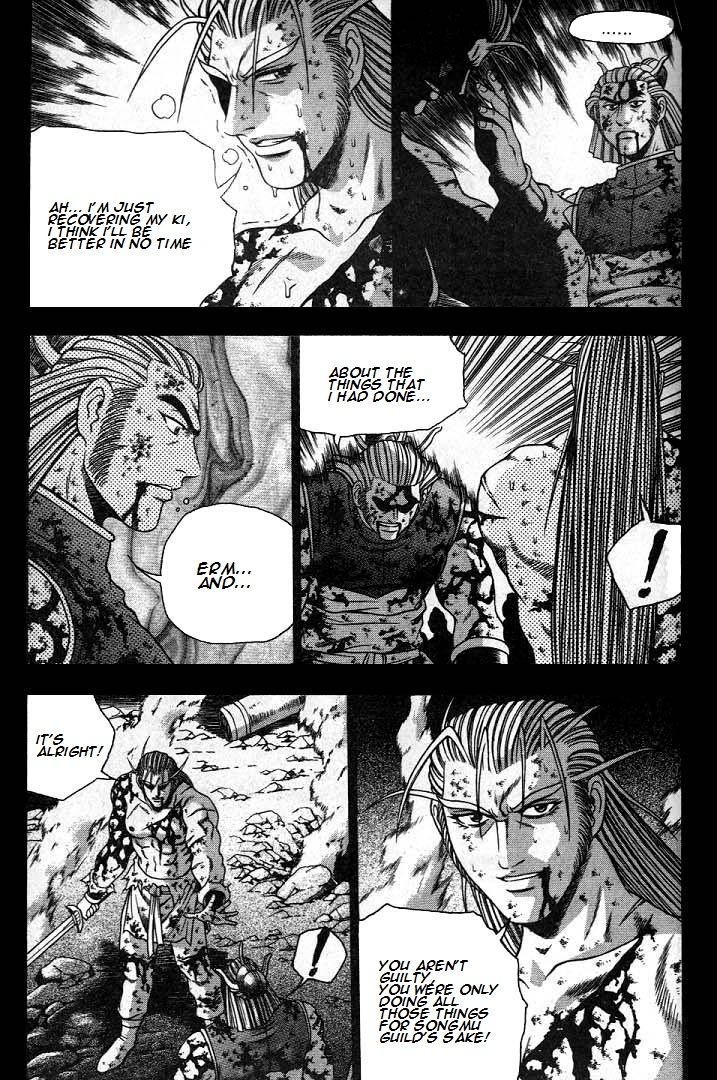 AH... I'M JUST
RECOVERING MY KI,
I THINK I'LL BE
BETTER IN NO TIME
......
ERM...
AND...
ABOUT THE
THINGS THAT
I HAD DONE...
!
IT'S
ALRIGHT!
!
YOU AREN'T
GUILTY
YOU WERE ONLY
DOING ALL
THOSE THINGS
FOR SONGMU
GUILD'S SAKE!